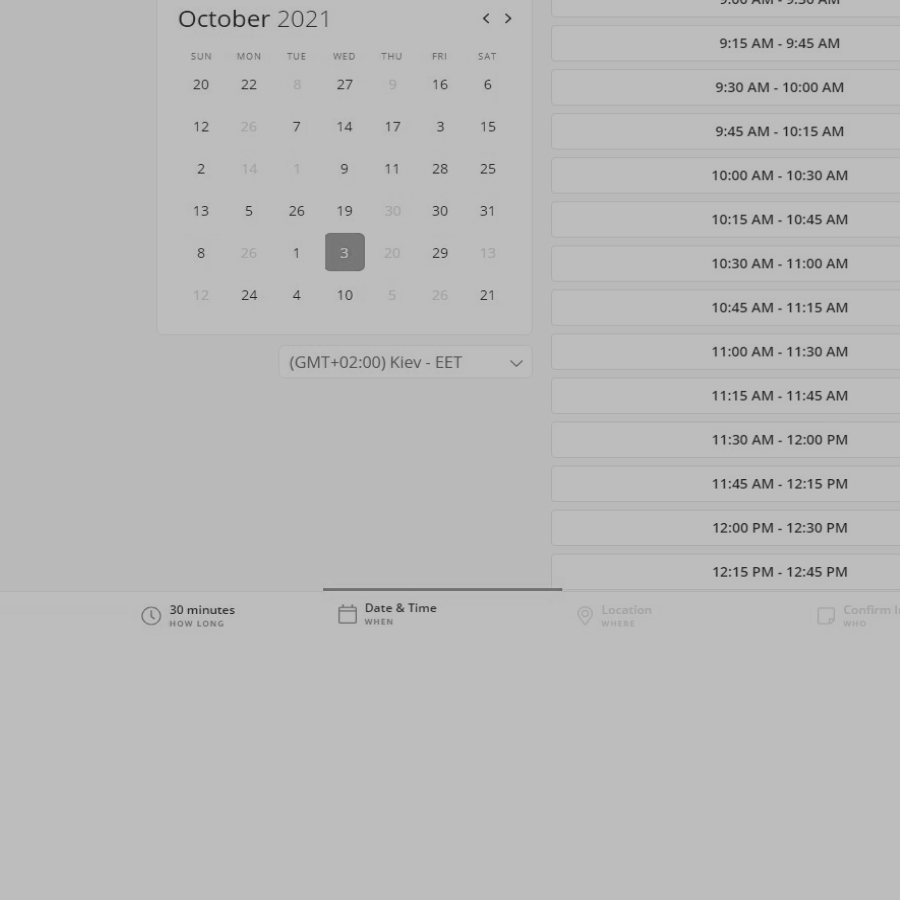 October 2021
SUN MON TUE WED THU FRI SAT
20 22 8 27 9 16 6
12 26 7 14 17 3 15
2 14 1 9 11 28 25
13 5 26 19 30 30 31
8 26 1 3 20 29 13
12 24 4 10 5 26 21
(GMT+02:00) Kiev - EET
9:00 AM - 9:30 AM
9:15 AM - 9:45 AM
9:30 AM - 10:00 AM
9:45 AM - 10:15 AM
10:00 AM - 10:30 AM
10:15 AM - 10:45 AM
10:30 AM - 11:00 AM
10:45 AM - 11:15 AM
11:00 AM - 11:30 AM
11:15 AM - 11:45 AM
11:30 AM - 12:00 PM
11:45 AM - 12:15 PM
12:00 PM - 12:30 PM
12:15 PM - 12:45 PM
30 minutes
HOW LONG
Date & Time
WHEN
Location
WHERE
Confirm
WHO